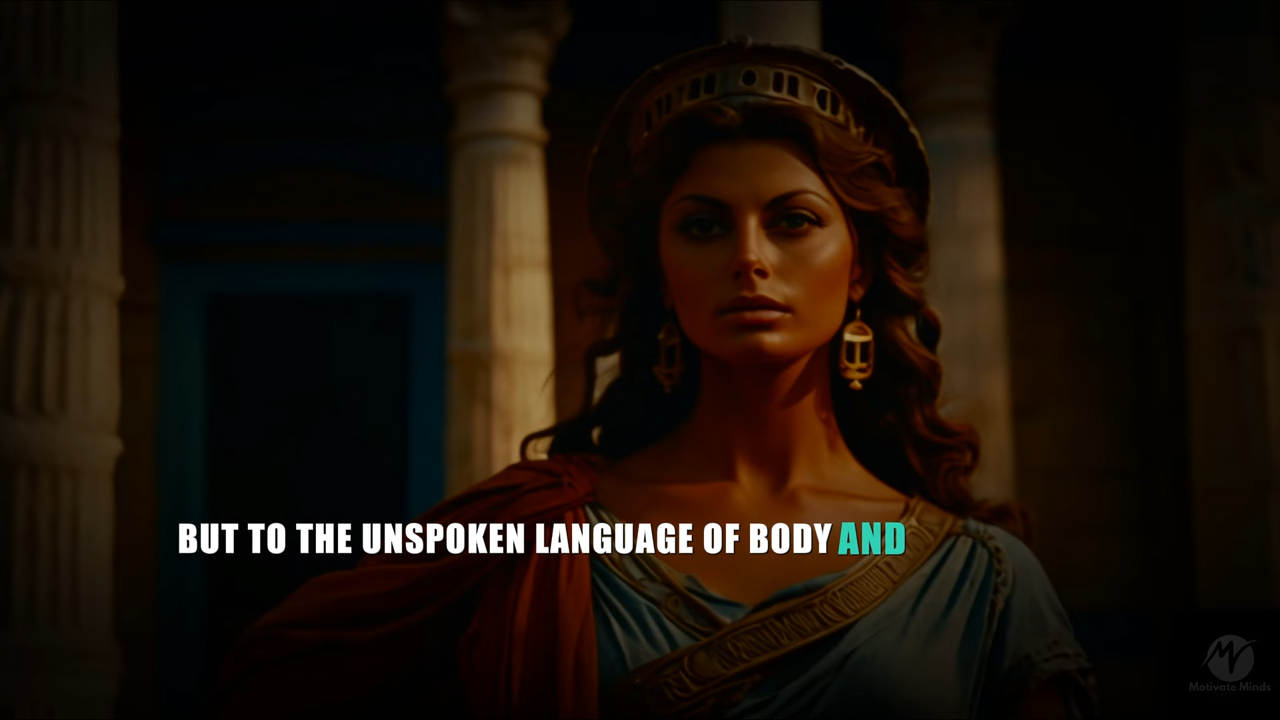 BUT TO THE UNSPOKEN LANGUAGE OF BODY AND
Motivate Minds